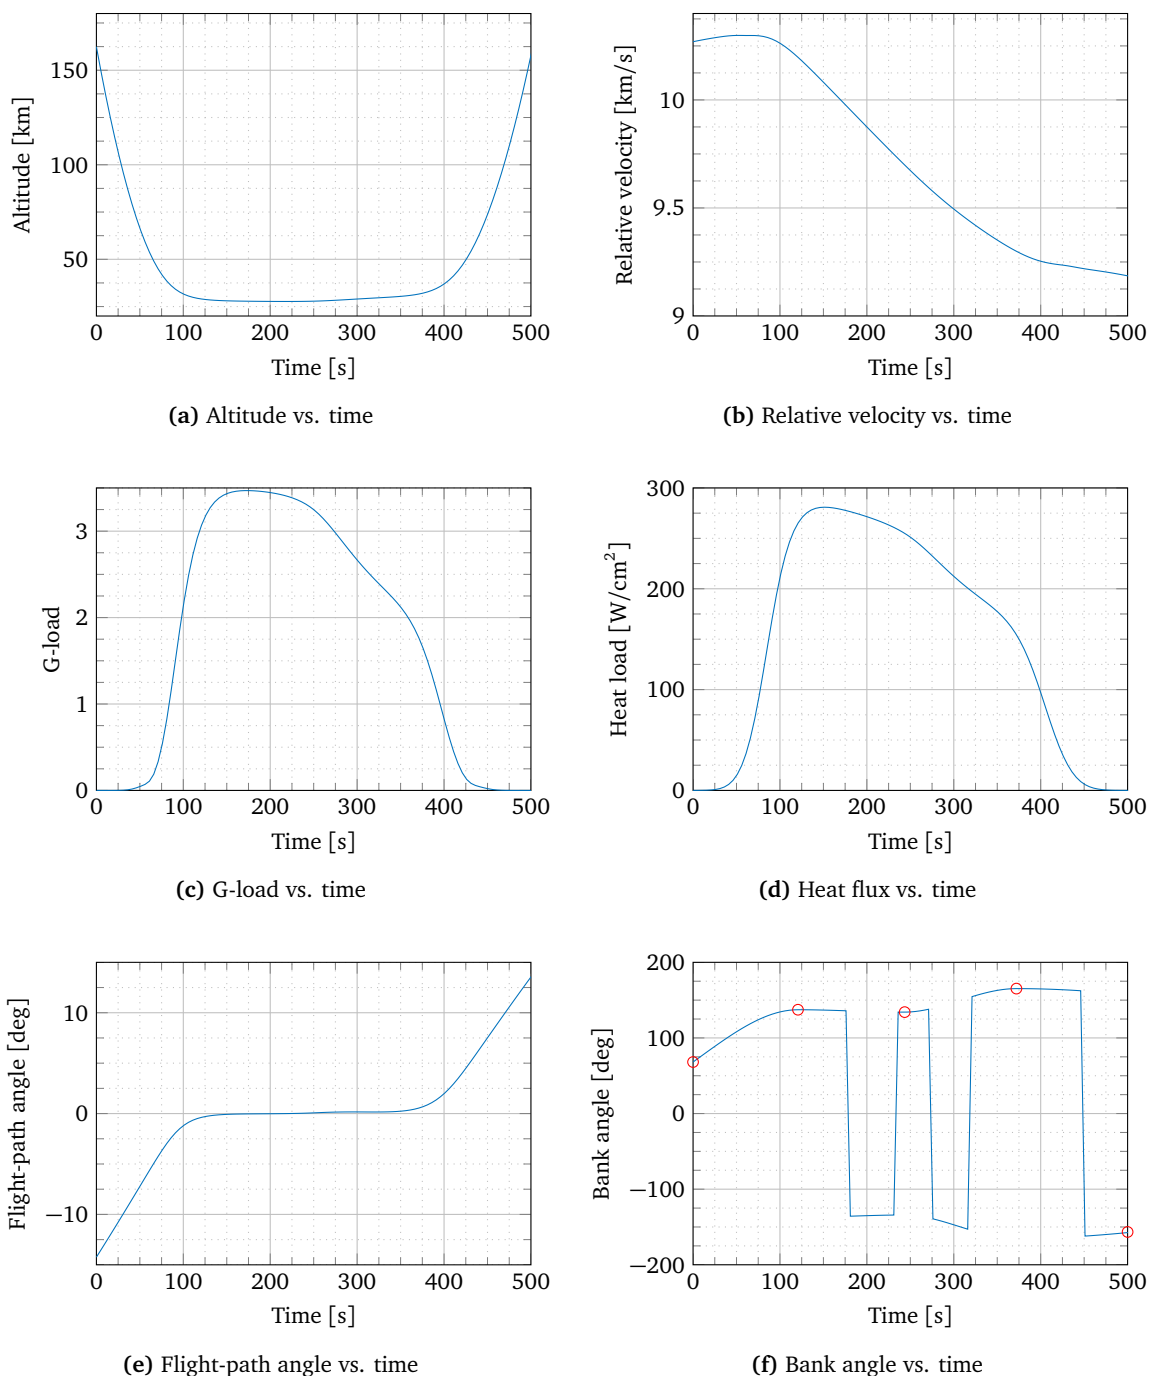 150
100
50
0 100 200 300 400 500
Altitude [km]
Time [s]
(a) Altitude vs. time
10
9.5
9
0 100 200 300 400 500
Relative velocity [km/s]
Time [s]
(b) Relative velocity vs. time
3
2
1
0
0 100 200 300 400 500
G-load
Time [s]
(c) G-load vs. time
300
200
100
0
0 100 200 300 400 500
Heat load [W/cm²]
Time [s]
(d) Heat flux vs. time
10
0
−10
0 100 200 300 400 500
Flight-path angle [deg]
Time [s]
(e) Flight-path angle vs. time
200
100
0
−100
−200
0 100 200 300 400 500
Bank angle [deg]
Time [s]
(f) Bank angle vs. time